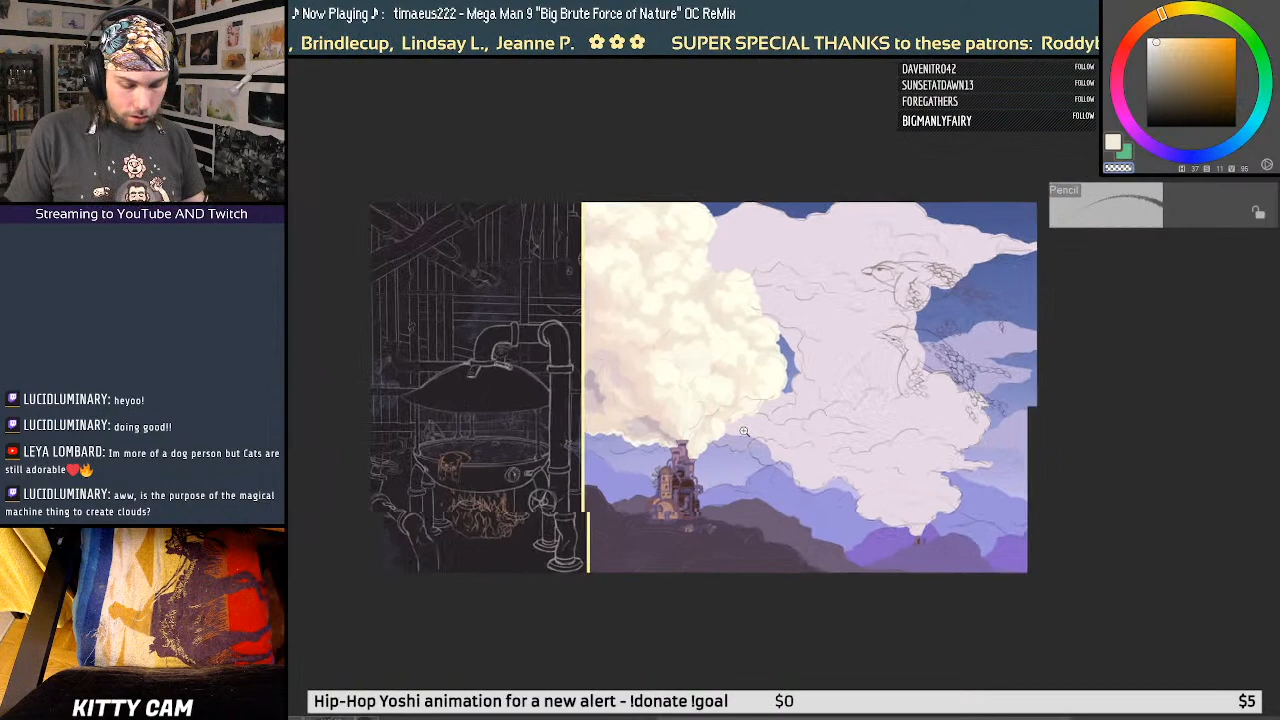 ♪ Now Playing ♪ : timaeus222 - Mega Man 9 "Big Brute Force of Nature" OC ReMix
, Brindlecup, Lindsay L., Jeanne P. ✿ ✿ ✿ SUPER SPECIAL THANKS to these patrons: Roddy
DAVENITRO42 FOLLOW
SUNSETATDAWN13 FOLLOW
FOREGATHERS FOLLOW
BIGMANLYFAIRY FOLLOW
H 37 S 11 V 95
Pencil
Streaming to YouTube AND Twitch
LUCIDLUMINARY: heyoo!
LUCIDLUMINARY: doing good!!
LEYA LOMBARD: Im more of a dog person but Cats are
still adorable❤️🔥
LUCIDLUMINARY: aww, is the purpose of the magical
machine thing to create clouds?
KITTY CAM
Hip-Hop Yoshi animation for a new alert - !donate !goal $0 $5